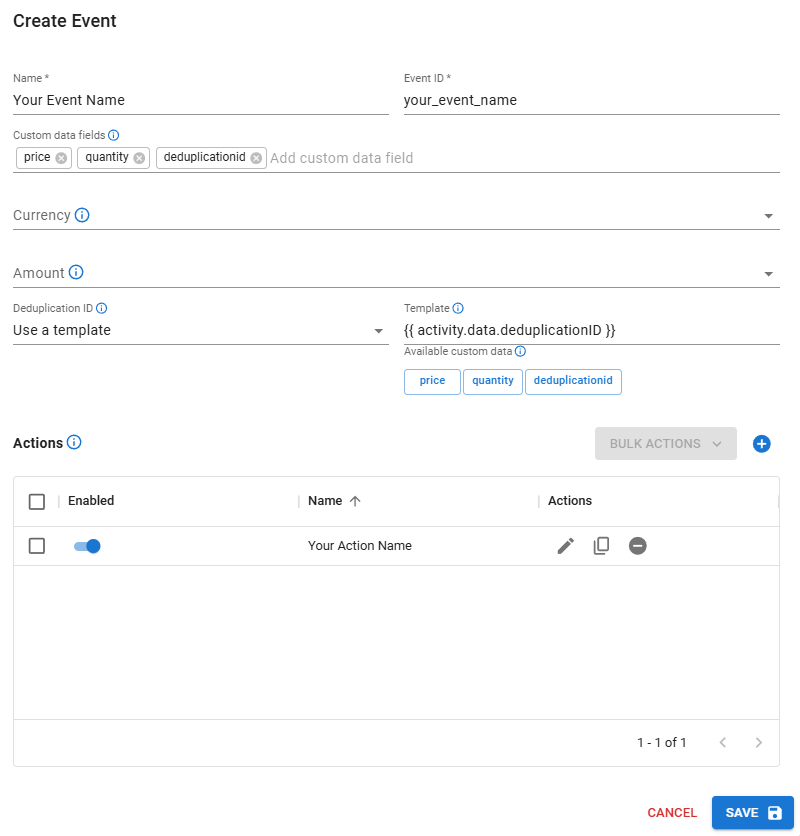 Create Event
Name *
Event ID *
Your Event Name
your_event_name
Custom data fields
price quantity deduplicationid Add custom data field
Currency
Amount
Deduplication ID
Template
Use a template
{{ activity.data.deduplicationID }}
Available custom data
price quantity deduplicationid
Actions
BULK ACTIONS
Enabled Name Actions
Your Action Name
1 - 1 of 1
CANCEL SAVE